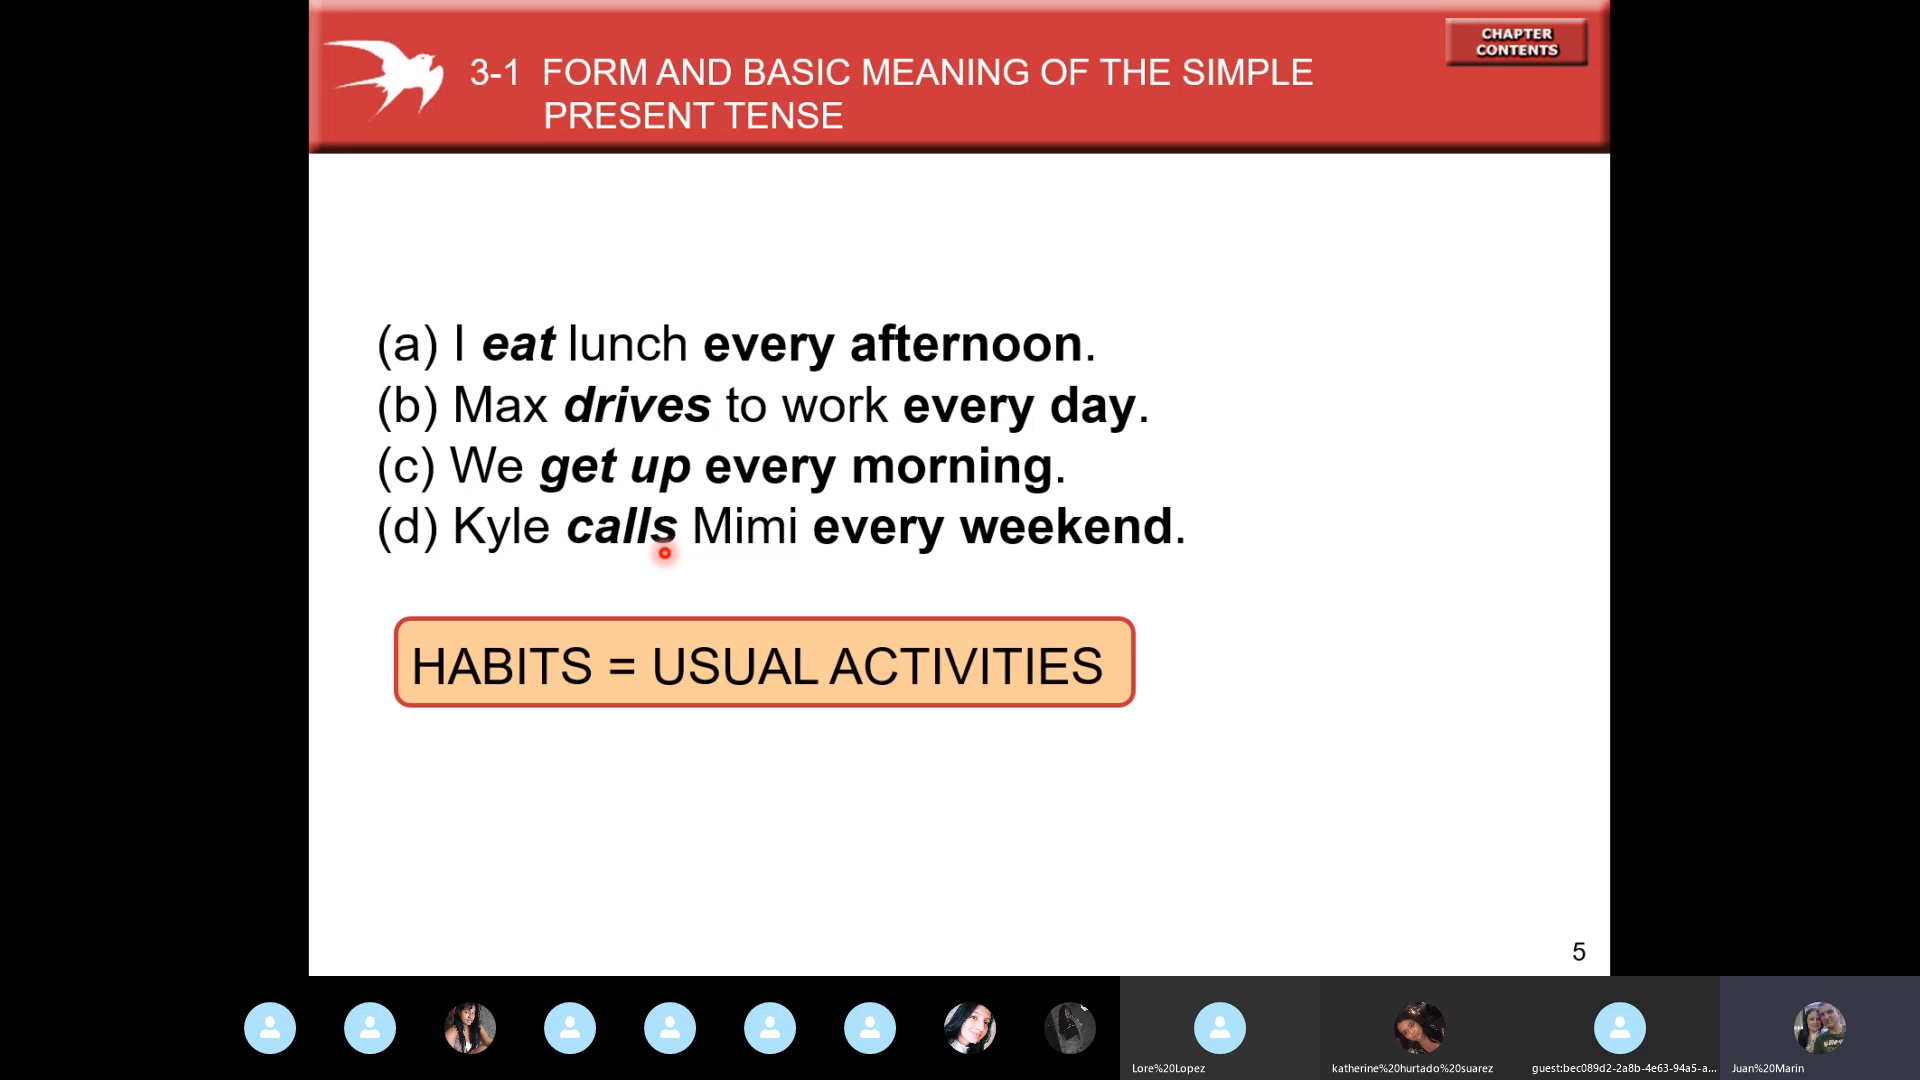 CHAPTER
CONTENTS
3-1 FORM AND BASIC MEANING OF THE SIMPLE
PRESENT TENSE
(a) I eat lunch every afternoon.
(b) Max drives to work every day.
(c) We get up every morning.
(d) Kyle calls Mimi every weekend.
HABITS = USUAL ACTIVITIES
5
Lore%20Lopez
katherine%20hurtado%20suarez
guest:bec089d2-2a8b-4e63-94a5-a...
Juan%20Marin